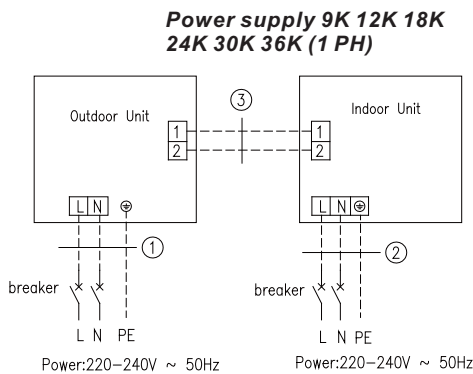 Power supply 9K 12K 18K
24K 30K 36K (1 PH)
Outdoor Unit
Indoor Unit
3
1
2
1
2
L N
L N
1
2
breaker
breaker
L N PE
L N PE
Power:220-240V ~ 50Hz
Power:220-240V ~ 50Hz